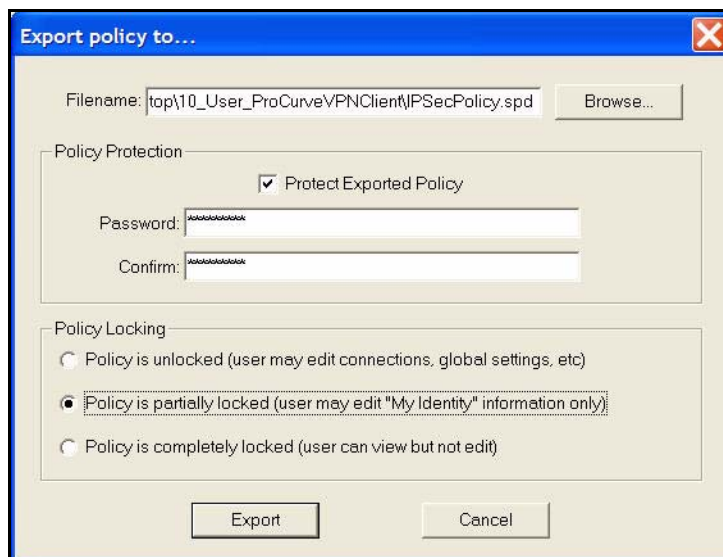 Export policy to...
Filename: top\10_User_ProCurveVPNClient\IPSecPolicy.spd Browse...
Policy Protection
Protect Exported Policy
Password: **********
Confirm: **********
Policy Locking
Policy is unlocked (user may edit connections, global settings, etc)
Policy is partially locked (user may edit "My Identity" information only)
Policy is completely locked (user can view but not edit)
Export Cancel